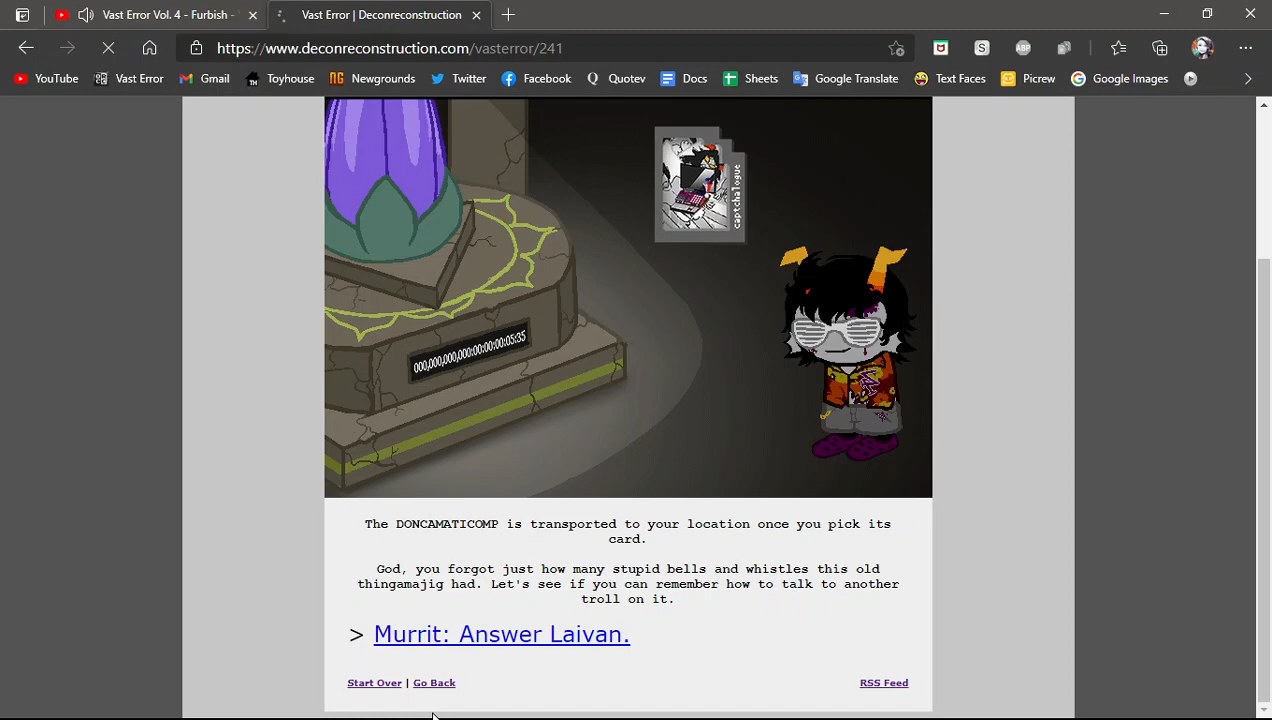 Vast Error Vol. 4 - Furbish -
Vast Error | Deconreconstruction
https://www.deconreconstruction.com/vasterror/241
YouTube
Vast Error
Gmail
Toyhouse
Newgrounds
Twitter
Facebook
Quotev
Docs
Sheets
Google Translate
Text Faces
Picrew
Google Images
captchalogue
000,000,000,000:00:00:00:05:35
The DONCAMATICOMP is transported to your location once you pick its
card.
God, you forgot just how many stupid bells and whistles this old
thingamajig had. Let's see if you can remember how to talk to another
troll on it.
> Murrit: Answer Laivan.
Start Over | Go Back
RSS Feed